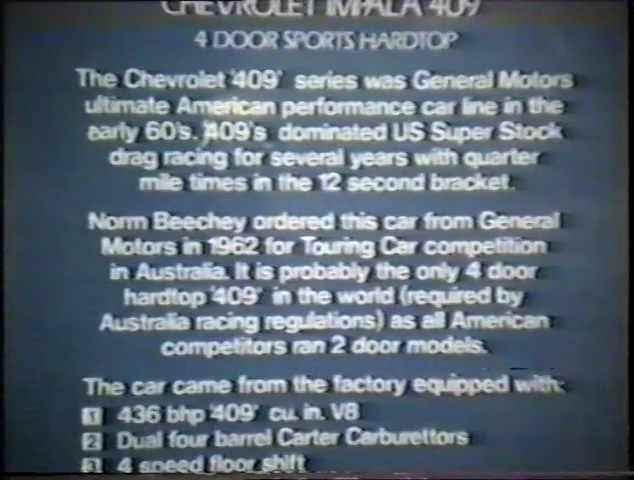 CHEVROLET IMPALA 409
4 DOOR SPORTS HARDTOP
The Chevrolet '409' series was General Motors
ultimate American performance car line in the
early 60's. 409's dominated US Super Stock
drag racing for several years with quarter
mile times in the 12 second bracket.
Norm Beechey ordered this car from General
Motors in 1962 for Touring Car competition
in Australia. It is probably the only 4 door
hardtop '409' in the world (required by
Australia racing regulations) as all American
competitors ran 2 door models.
The car came from the factory equipped with:
1 436 bhp '409' cu. in. V8
2 Dual four barrel Carter Carburettors
3 4 speed floor shift